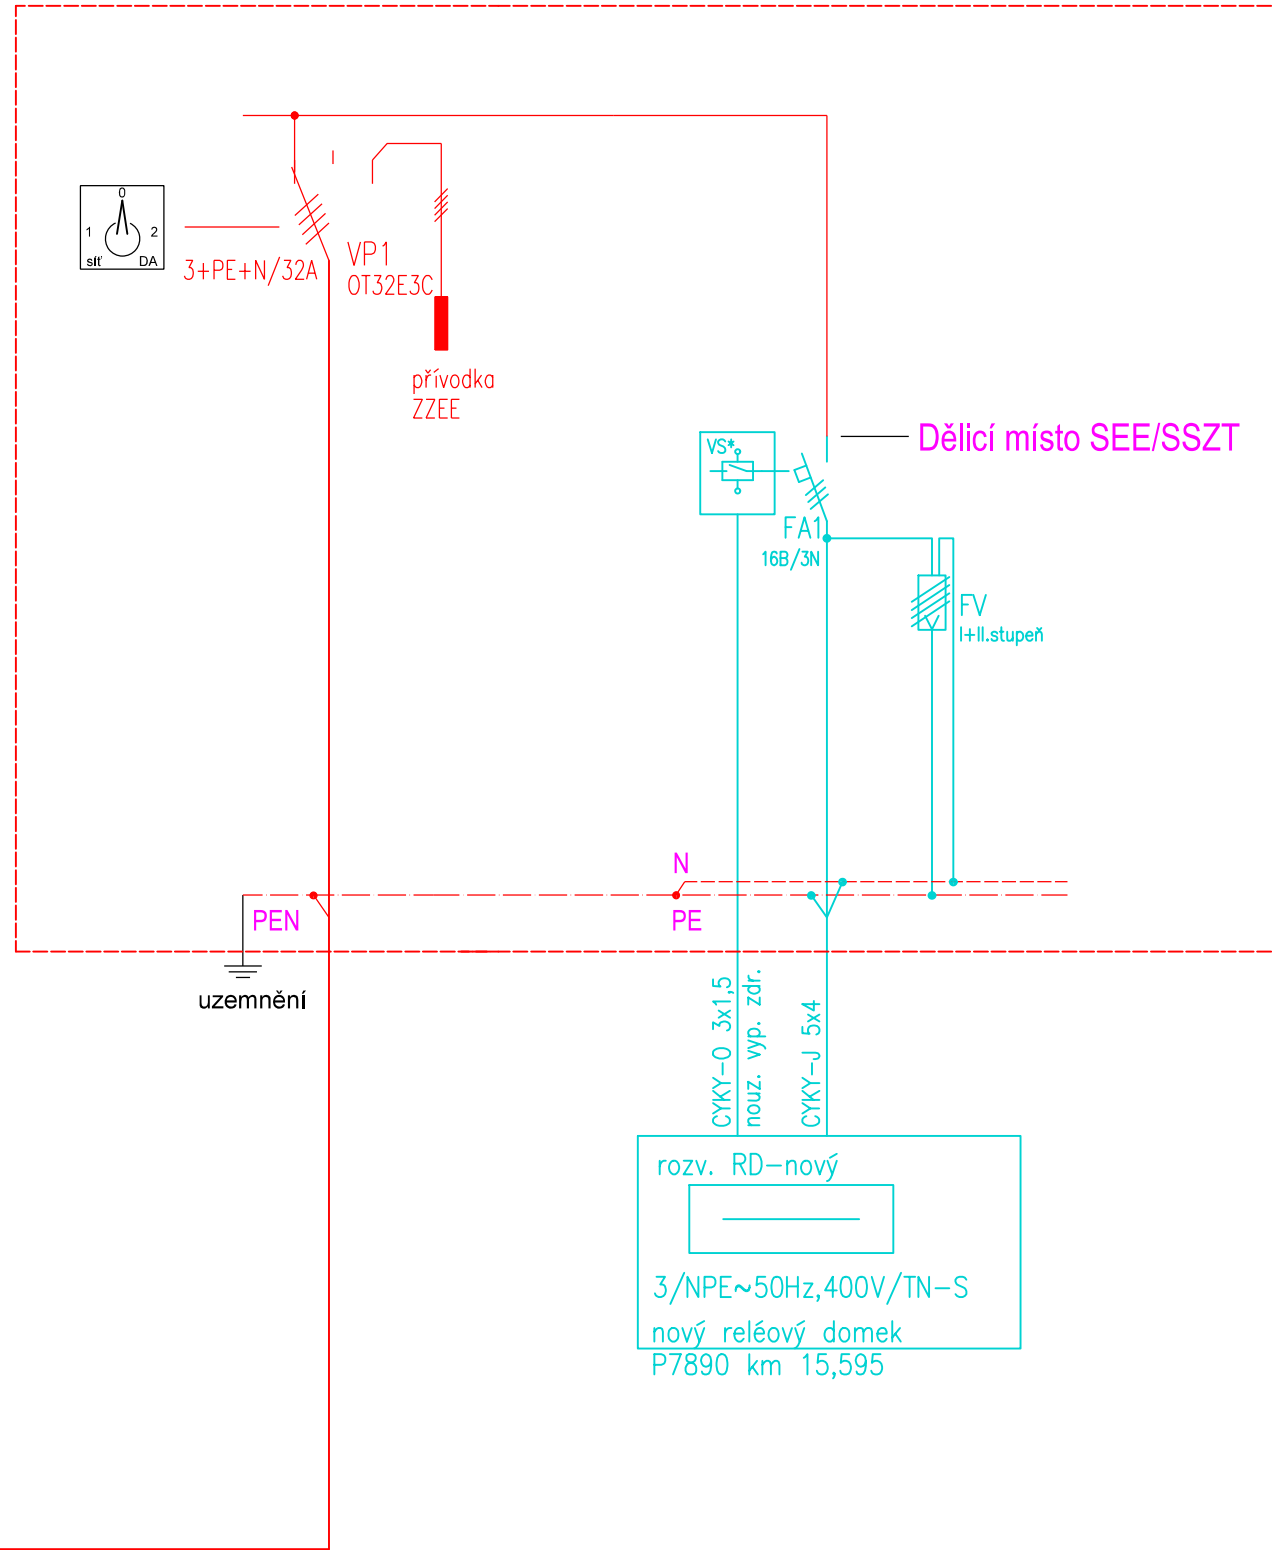 0
1
2
síť
DA
3+PE+N/32A
VP1
OT32E3C
přívodka
ZZEE
Dělicí místo SEE/SSZT
VS*
FA1
16B/3N
FV
I+II.stupeň
N
PEN
PE
uzemnění
CYKY-O 3x1,5
nouz. vyp. zdr.
CYKY-J 5x4
rozv. RD-nový
3/NPE~50Hz,400V/TN-S
nový reléový domek
P7890 km 15,595